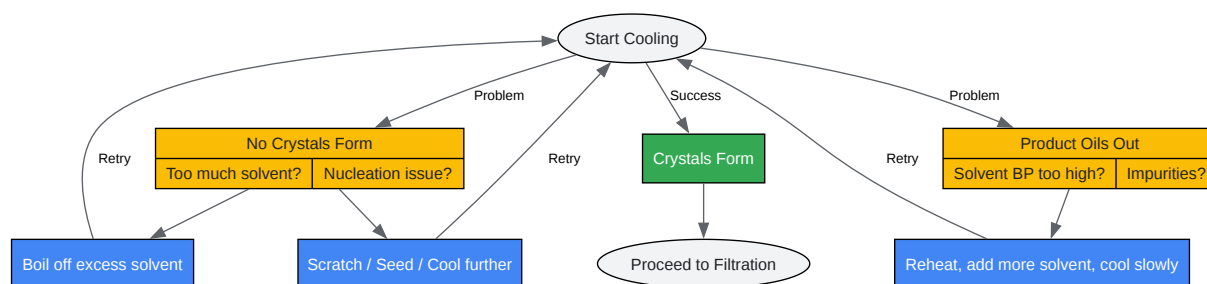 Start Cooling
Problem
Success
Problem
No Crystals Form
Too much solvent?
Nucleation issue?
Retry
Retry
Crystals Form
Retry
Product Oils Out
Solvent BP too high?
Impurities?
Boil off excess solvent
Scratch / Seed / Cool further
Proceed to Filtration
Reheat, add more solvent, cool slowly